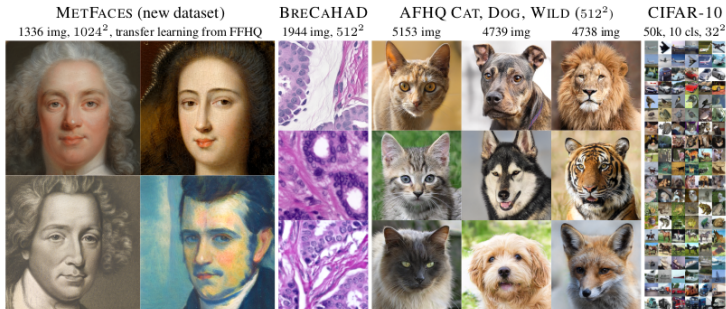 METFACES (new dataset)
1336 img, 1024², transfer learning from FFHQ
BRECAHAD
1944 img, 512²
AFHQ CAT, DOG, WILD (512²)
5153 img
4739 img
4738 img
CIFAR-10
50k, 10 cls, 32²